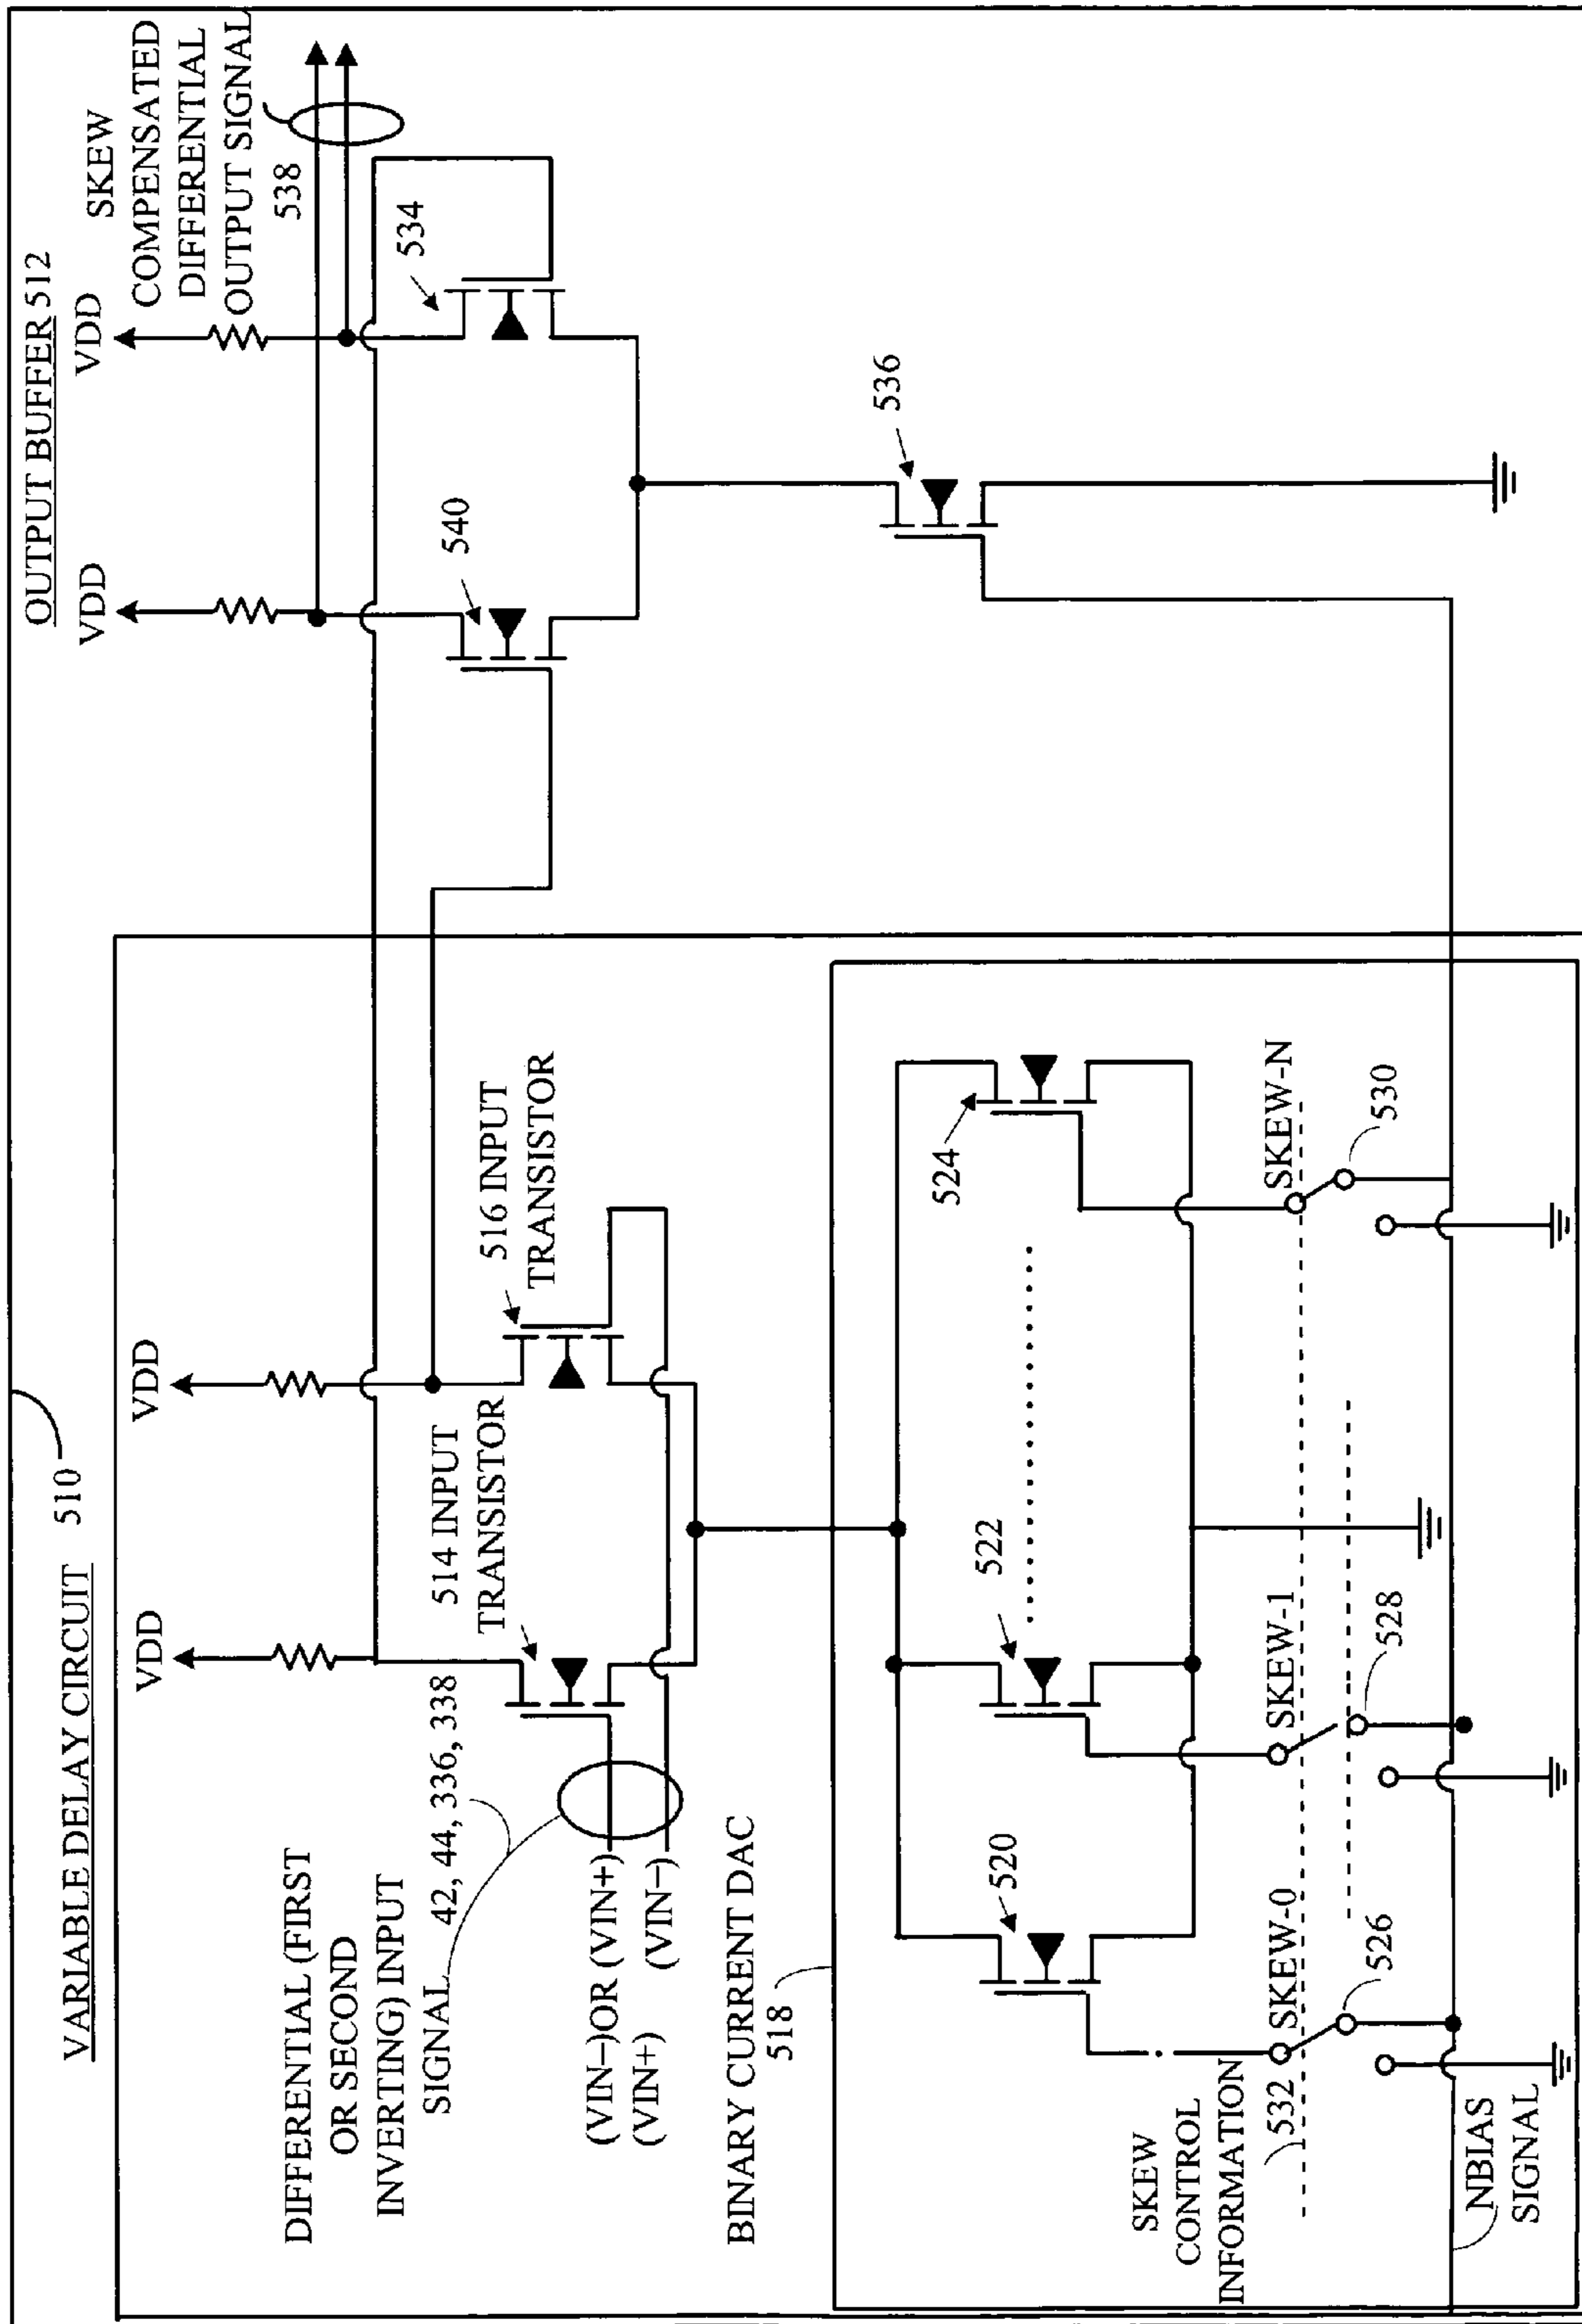 VARIABLE DELAY CIRCUIT 510
OUTPUT BUFFER 512
VDD
VDD
VDD
VDD
SKEW
COMPENSATED
DIFFERENTIAL
OUTPUT SIGNAL
538
540
534
536
DIFFERENTIAL (FIRST
OR SECOND
INVERTING) INPUT
SIGNAL 42, 44, 336, 338
514 INPUT
TRANSISTOR
516 INPUT
TRANSISTOR
(VIN−)OR (VIN+)
(VIN+) (VIN−)
BINARY CURRENT DAC
518
520
522
524
SKEW
CONTROL
INFORMATION
532 SKEW-0
SKEW-1
SKEW-N
526
528
530
NBIAS
SIGNAL